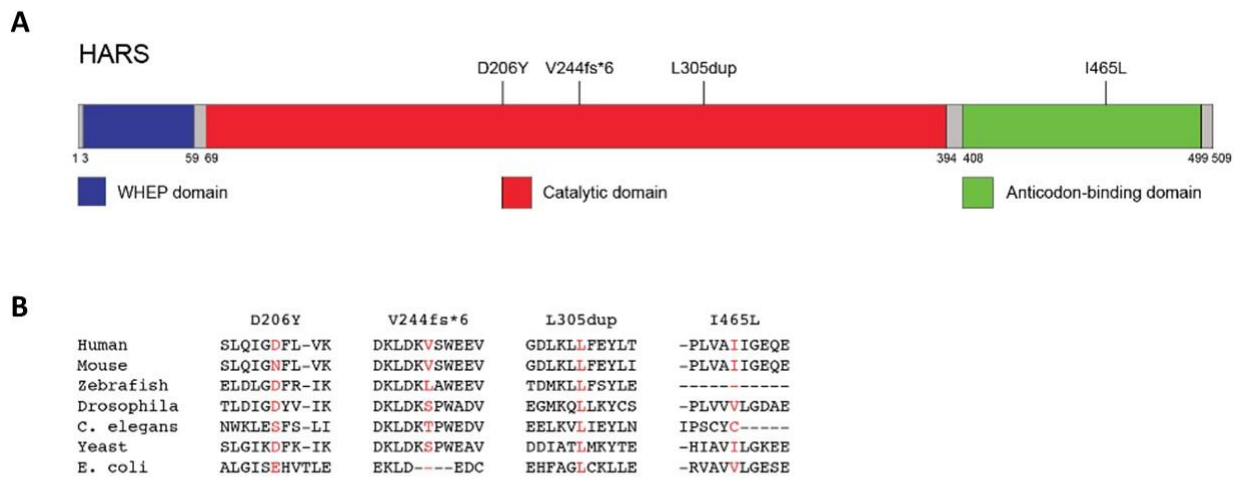 A
HARS
D206Y V244fs*6 L305dup I465L
1 3 59 69 394 408 499 509
WHEP domain Catalytic domain Anticodon-binding domain
B
D206Y V244fs*6 L305dup I465L
Human SLQIGDFL-VK DKLDKVSWEEV GDLKLLFEYLT -PLVAIIGEQE
Mouse SLQIGNFL-VK DKLDKVSWEEV GDLKLLFEYLI -PLVAIIGEQE
Zebrafish ELDLGDFR-IK DKLDKLAWEEV TDMKLLFSYLE -----------
Drosophila TLDIGDYV-IK DKLDKSPWADV EGMKQLLKYCS -PLVVVLGDAE
C. elegans NWKLESFS-LI DKLDKTPWEDV EELKVLIEYLN IPSCYC-----
Yeast SLGIKDFK-IK DKLDKSPWEAV DDIATLMKYTE -HIAVILGKEE
E. coli ALGISEHVTLE EKLD----EDC EHFAGLCKLLE -RVAVVLGESE